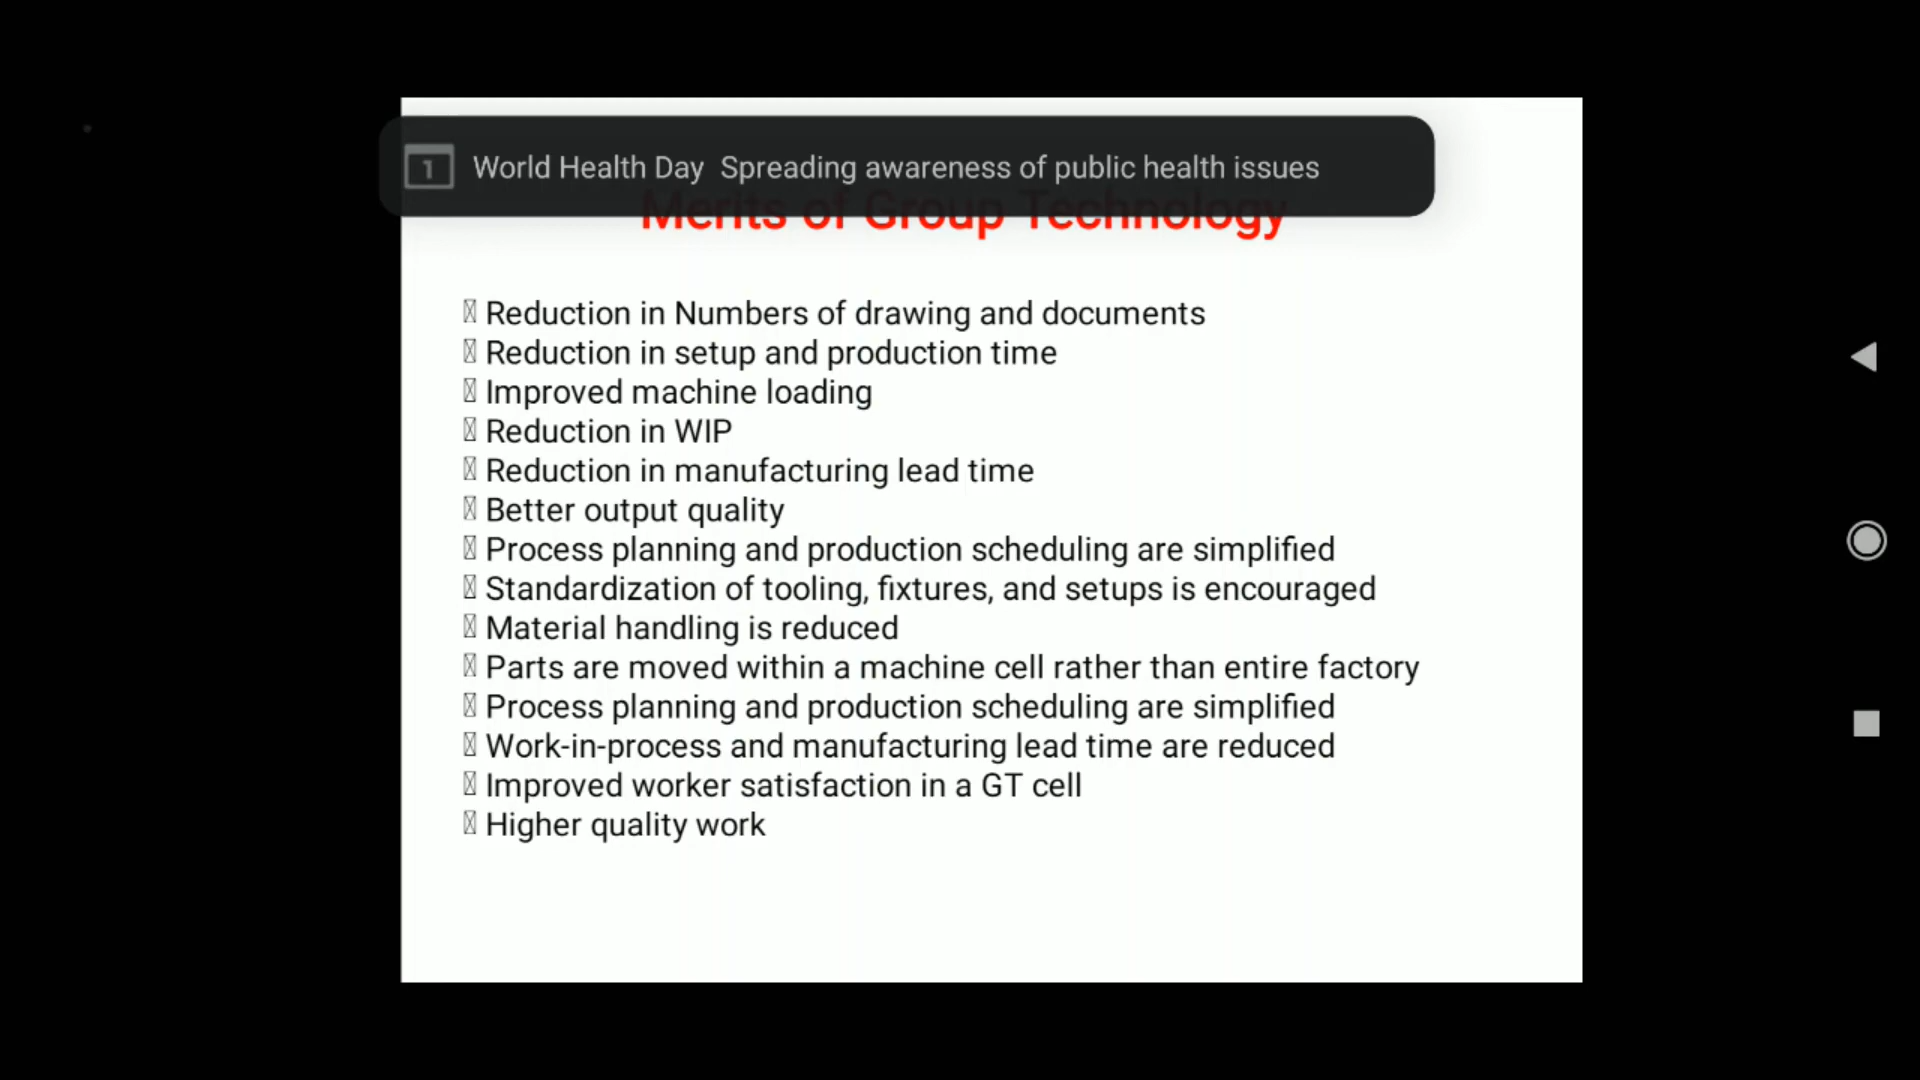 1 World Health Day Spreading awareness of public health issues
Merits of Group Technology
Reduction in Numbers of drawing and documents
Reduction in setup and production time
Improved machine loading
Reduction in WIP
Reduction in manufacturing lead time
Better output quality
Process planning and production scheduling are simplified
Standardization of tooling, fixtures, and setups is encouraged
Material handling is reduced
Parts are moved within a machine cell rather than entire factory
Process planning and production scheduling are simplified
Work-in-process and manufacturing lead time are reduced
Improved worker satisfaction in a GT cell
Higher quality work